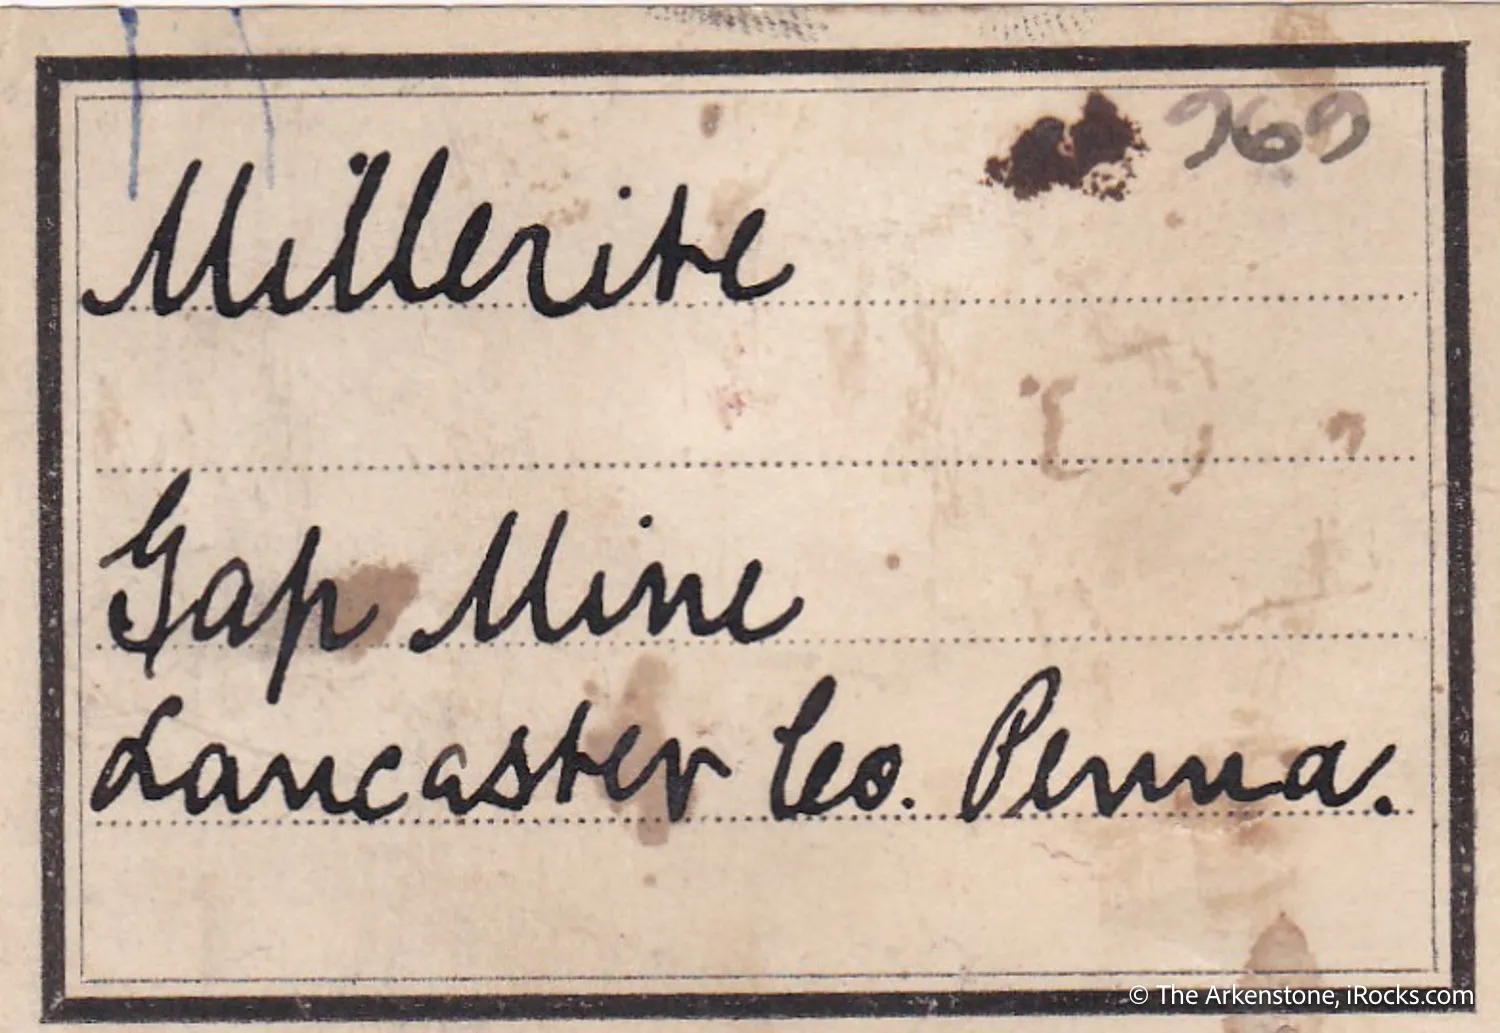 969
Millerite
Gap Mine
Lancaster Co. Penna.
© The Arkenstone, iRocks.com